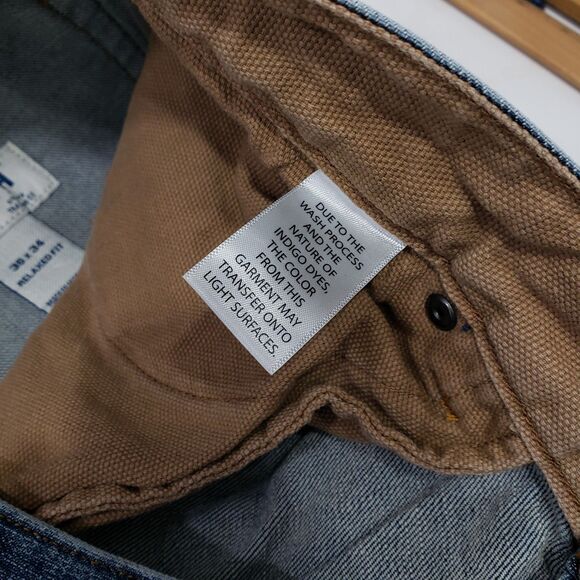 DUE TO THE
WASH PROCESS
AND THE
NATURE OF
INDIGO DYES,
THE COLOR
FROM THIS
GARMENT MAY
TRANSFER ONTO
LIGHT SURFACES.
H
30 x 34
RELAXED FIT